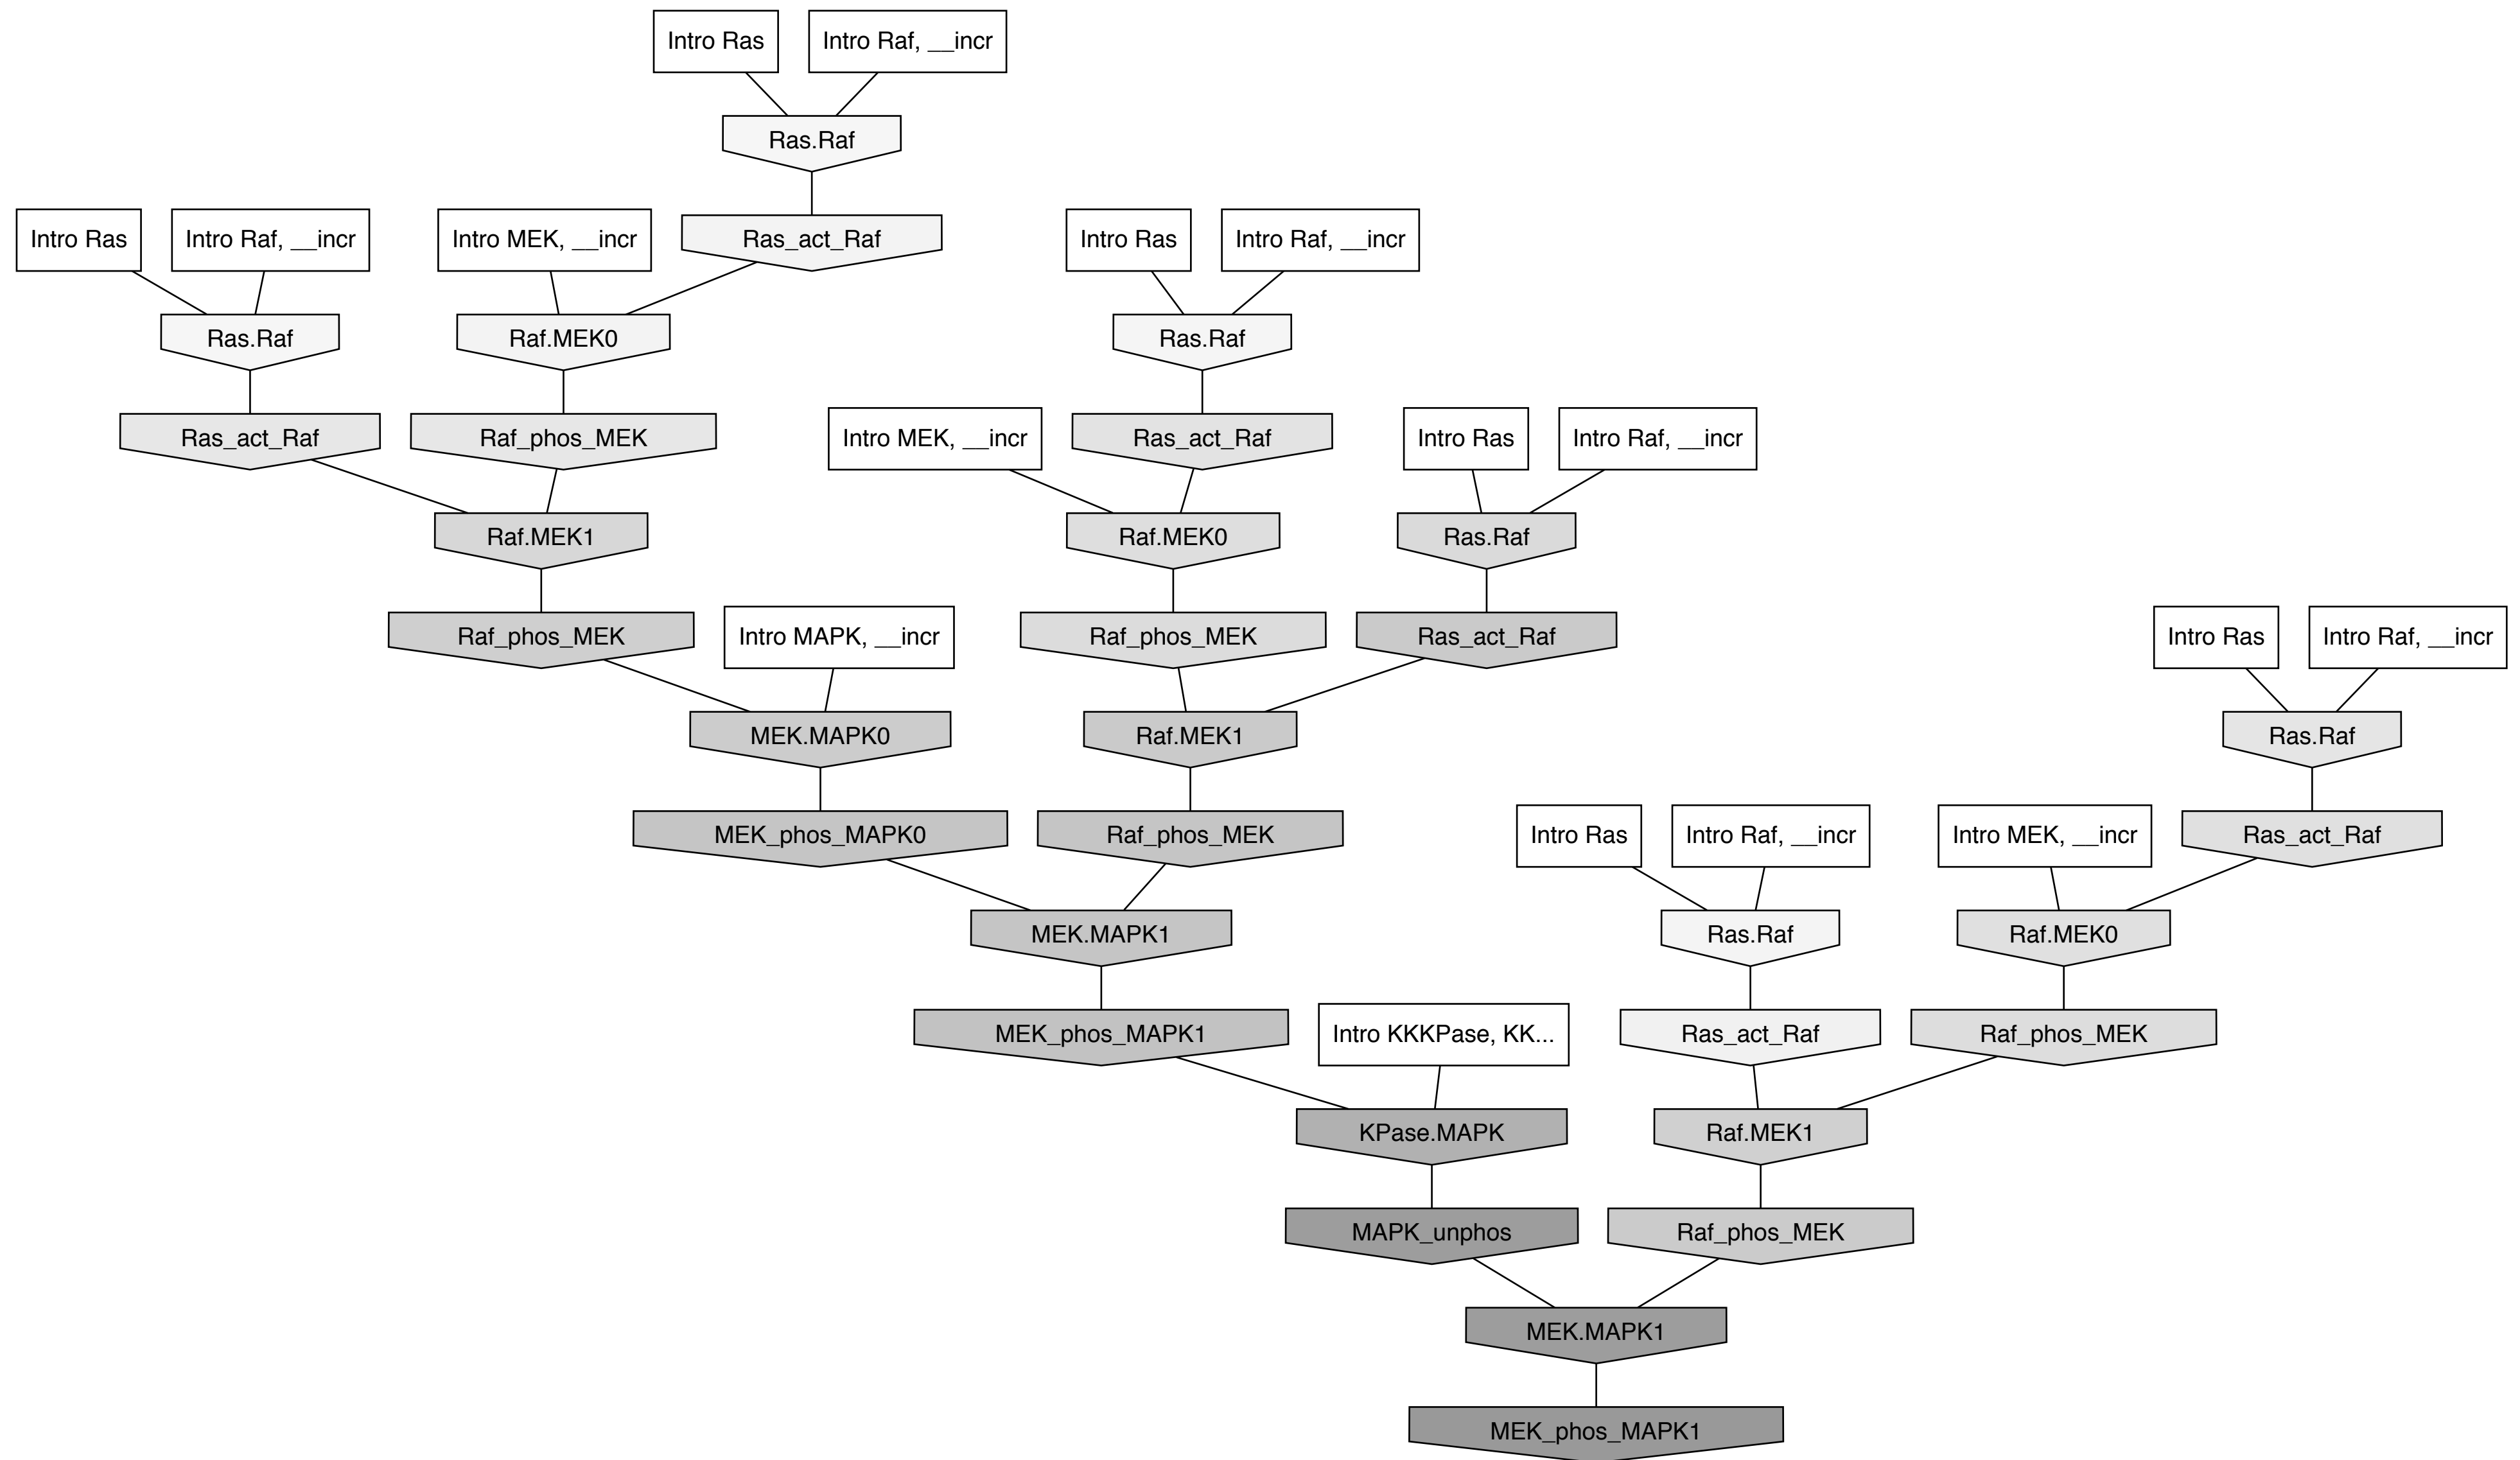 Intro Ras
Intro Raf, __incr
Ras.Raf
Intro Ras
Intro Raf, __incr
Intro MEK, __incr
Ras_act_Raf
Intro Ras
Intro Raf, __incr
Ras.Raf
Raf.MEK0
Ras.Raf
Ras_act_Raf
Raf_phos_MEK
Intro MEK, __incr
Ras_act_Raf
Intro Ras
Intro Raf, __incr
Raf.MEK1
Raf.MEK0
Ras.Raf
Raf_phos_MEK
Intro MAPK, __incr
Raf_phos_MEK
Ras_act_Raf
Intro Ras
Intro Raf, __incr
MEK.MAPK0
Raf.MEK1
Ras.Raf
MEK_phos_MAPK0
Raf_phos_MEK
Intro Ras
Intro Raf, __incr
Intro MEK, __incr
Ras_act_Raf
MEK.MAPK1
Ras.Raf
Raf.MEK0
MEK_phos_MAPK1
Intro KKKPase, KK...
Ras_act_Raf
Raf_phos_MEK
KPase.MAPK
Raf.MEK1
MAPK_unphos
Raf_phos_MEK
MEK.MAPK1
MEK_phos_MAPK1